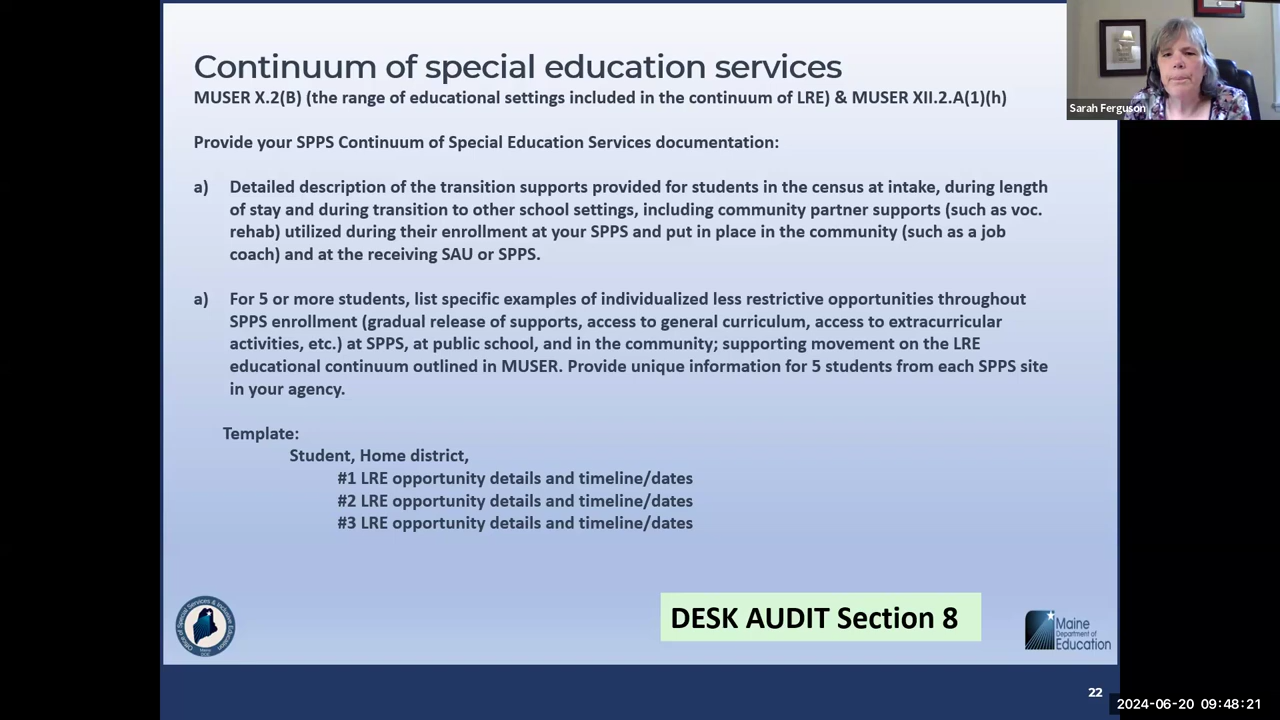 Continuum of special education services
MUSER X.2(B) (the range of educational settings included in the continuum of LRE) & MUSER XII.2.A(1)(h)
Provide your SPPS Continuum of Special Education Services documentation:
a) Detailed description of the transition supports provided for students in the census at intake, during length
of stay and during transition to other school settings, including community partner supports (such as voc.
rehab) utilized during their enrollment at your SPPS and put in place in the community (such as a job
coach) and at the receiving SAU or SPPS.
a) For 5 or more students, list specific examples of individualized less restrictive opportunities throughout
SPPS enrollment (gradual release of supports, access to general curriculum, access to extracurricular
activities, etc.) at SPPS, at public school, and in the community; supporting movement on the LRE
educational continuum outlined in MUSER. Provide unique information for 5 students from each SPPS site
in your agency.
Template:
Student, Home district,
#1 LRE opportunity details and timeline/dates
#2 LRE opportunity details and timeline/dates
#3 LRE opportunity details and timeline/dates
DESK AUDIT Section 8
Office of Special Services & Inclusive Education
Maine
Department of
Education
22
Sarah Ferguson
2024-06-20 09:48:21